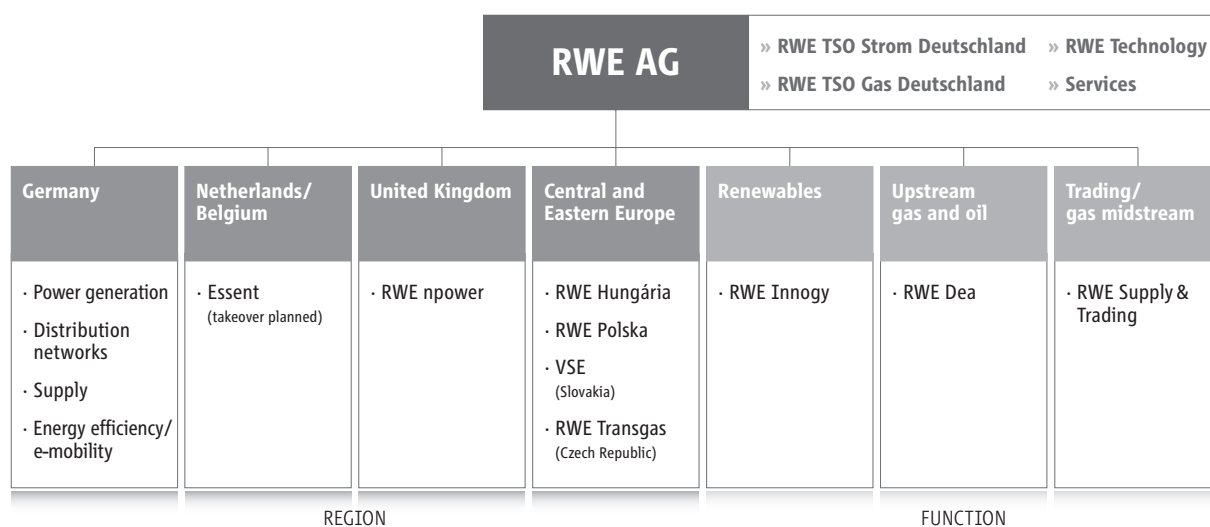 RWE AG
» RWE TSO Strom Deutschland
» RWE Technology
» RWE TSO Gas Deutschland
» Services
Germany
· Power generation
· Distribution
networks
· Supply
· Energy efficiency/
e-mobility
Netherlands/
Belgium
· Essent
(takeover planned)
United Kingdom
· RWE npower
Central and
Eastern Europe
· RWE Hungária
· RWE Polska
· VSE
(Slovakia)
· RWE Transgas
(Czech Republic)
Renewables
· RWE Innogy
Upstream
gas and oil
· RWE Dea
Trading/
gas midstream
· RWE Supply &
Trading
REGION
FUNCTION